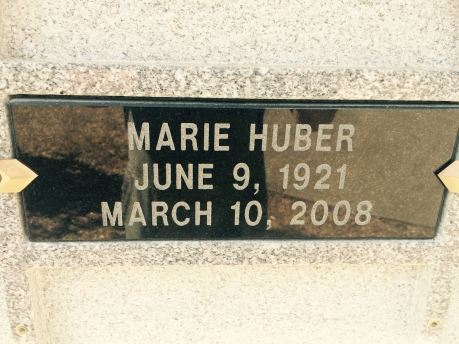 MARIE HUBER
JUNE 9, 1921
MARCH 10, 2008